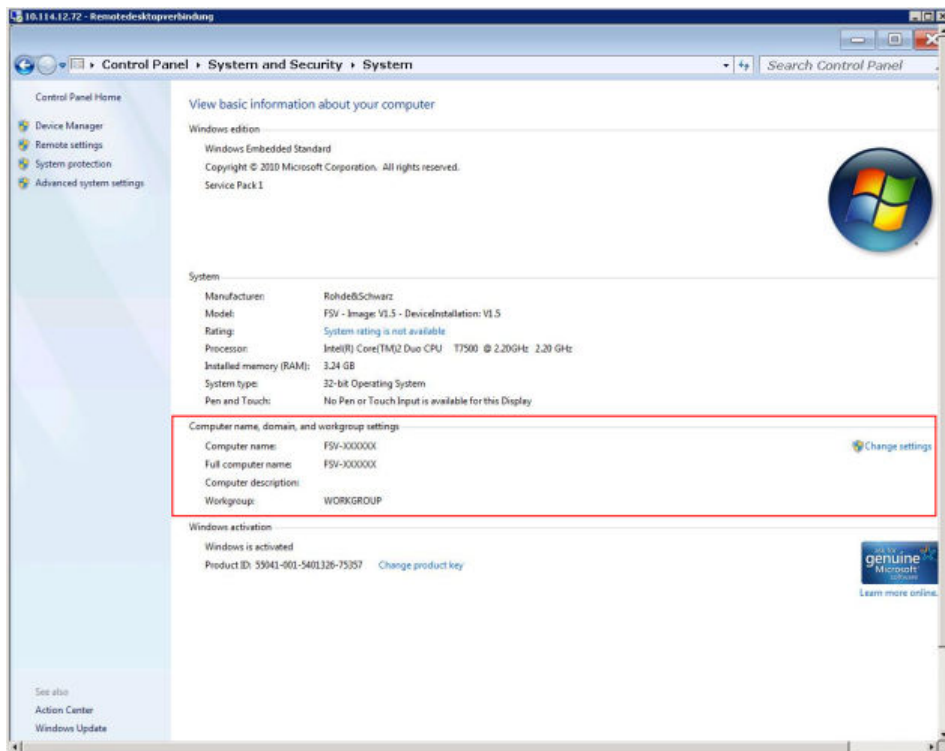 10.114.12.72 - Remotedesktopverbindung
Control Panel ▸ System and Security ▸ System
Search Control Panel
Control Panel Home
Device Manager
Remote settings
System protection
Advanced system settings
View basic information about your computer
Windows edition
Windows Embedded Standard
Copyright © 2010 Microsoft Corporation. All rights reserved.
Service Pack 1
System
Manufacturer: Rohde&Schwarz
Model: FSV - Image: V1.5 - DeviceInstallation: V1.5
Rating: System rating is not available
Processor: Intel(R) Core(TM)2 Duo CPU T7500 @ 2.20GHz 2.20 GHz
Installed memory (RAM): 3.24 GB
System type: 32-bit Operating System
Pen and Touch: No Pen or Touch Input is available for this Display
Computer name, domain, and workgroup settings
Computer name: FSV-XXXXXX
Change settings
Full computer name: FSV-XXXXXX
Computer description:
Workgroup: WORKGROUP
Windows activation
Windows is activated
Product ID: 55041-001-5401326-75357 Change product key
genuine
Microsoft
Learn more online.
See also
Action Center
Windows Update